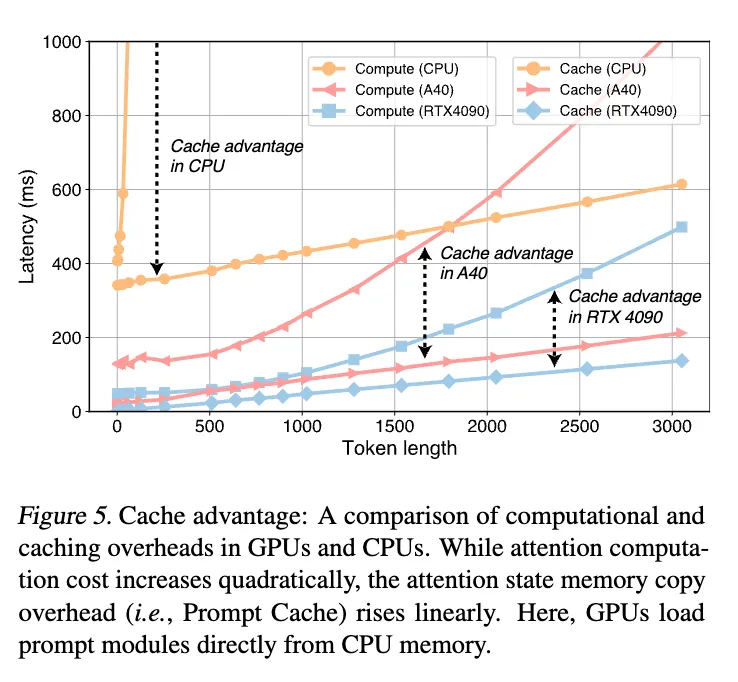 1000
800
600
400
200
0
Latency (ms)
Compute (CPU)
Compute (A40)
Compute (RTX4090)
Cache (CPU)
Cache (A40)
Cache (RTX4090)
Cache advantage
in CPU
Cache advantage
in A40
Cache advantage
in RTX 4090
0 500 1000 1500 2000 2500 3000
Token length
Figure 5. Cache advantage: A comparison of computational and
caching overheads in GPUs and CPUs. While attention computa-
tion cost increases quadratically, the attention state memory copy
overhead (i.e., Prompt Cache) rises linearly. Here, GPUs load
prompt modules directly from CPU memory.